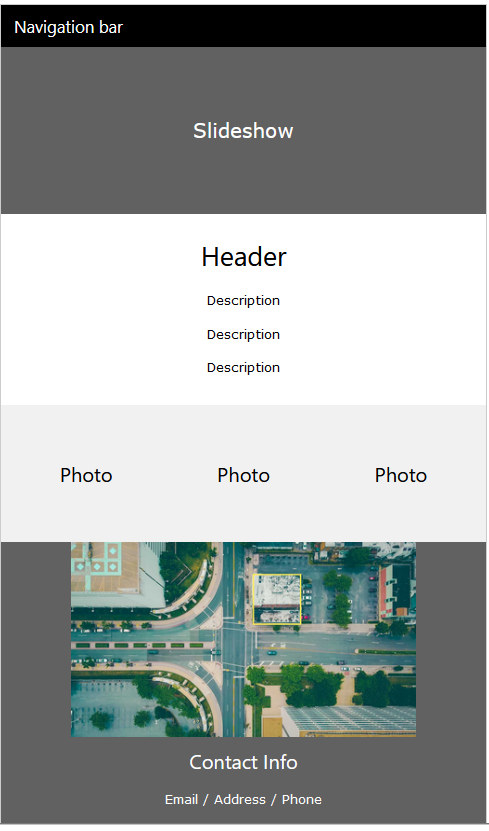 Navigation bar
Slideshow
Header
Description
Description
Description
Photo Photo Photo
Contact Info
Email / Address / Phone